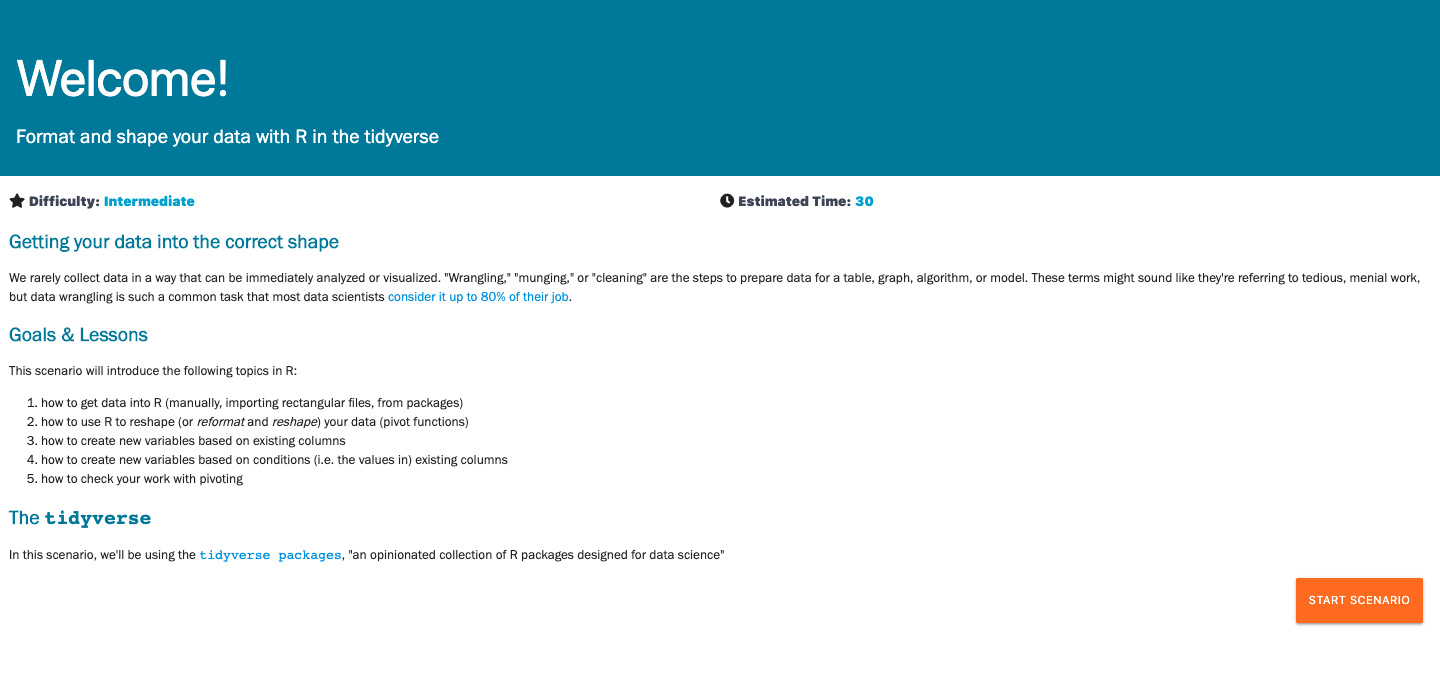 Welcome!
Format and shape your data with R in the tidyverse
Difficulty: Intermediate
Estimated Time: 30
Getting your data into the correct shape
We rarely collect data in a way that can be immediately analyzed or visualized. "Wrangling," "munging," or "cleaning" are the steps to prepare data for a table, graph, algorithm, or model. These terms might sound like they're referring to tedious, menial work,
but data wrangling is such a common task that most data scientists consider it up to 80% of their job.
Goals & Lessons
This scenario will introduce the following topics in R:
1. how to get data into R (manually, importing rectangular files, from packages)
2. how to use R to reshape (or reformat and reshape) your data (pivot functions)
3. how to create new variables based on existing columns
4. how to create new variables based on conditions (i.e. the values in) existing columns
5. how to check your work with pivoting
The tidyverse
In this scenario, we'll be using the tidyverse packages, "an opinionated collection of R packages designed for data science"
START SCENARIO